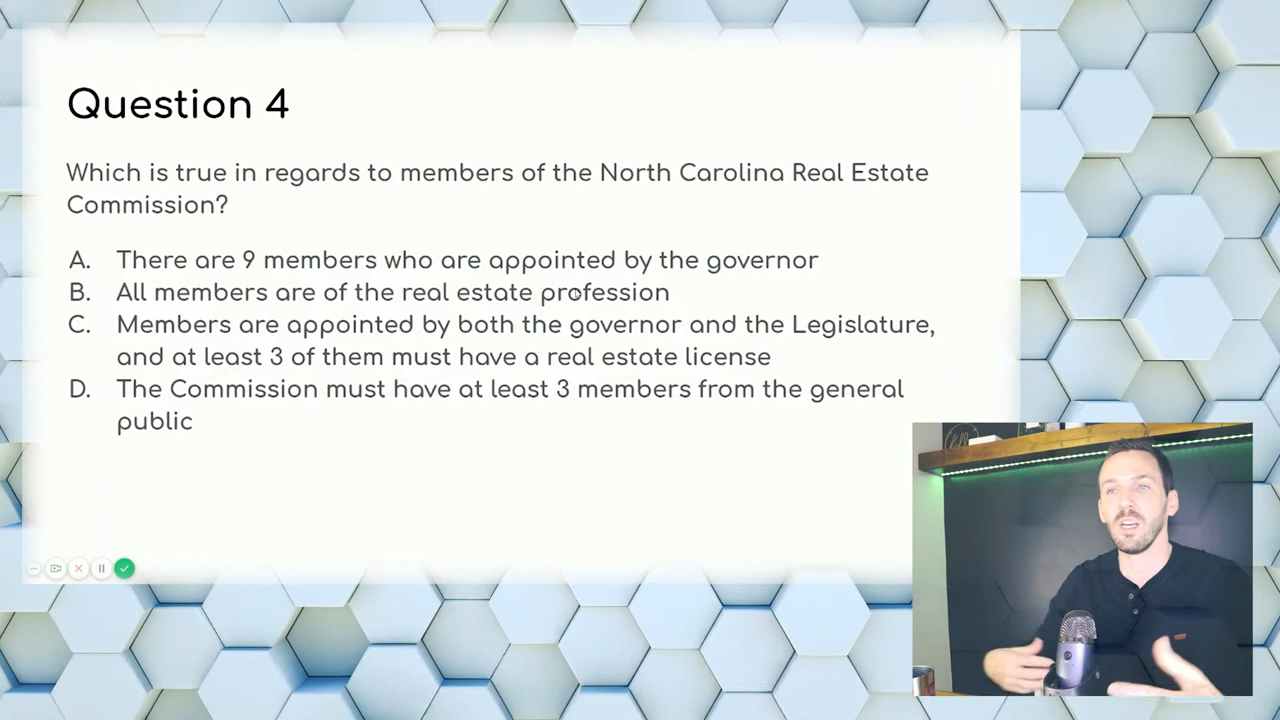 Question 4
Which is true in regards to members of the North Carolina Real Estate
Commission?
A. There are 9 members who are appointed by the governor
B. All members are of the real estate profession
C. Members are appointed by both the governor and the Legislature,
and at least 3 of them must have a real estate license
D. The Commission must have at least 3 members from the general
public